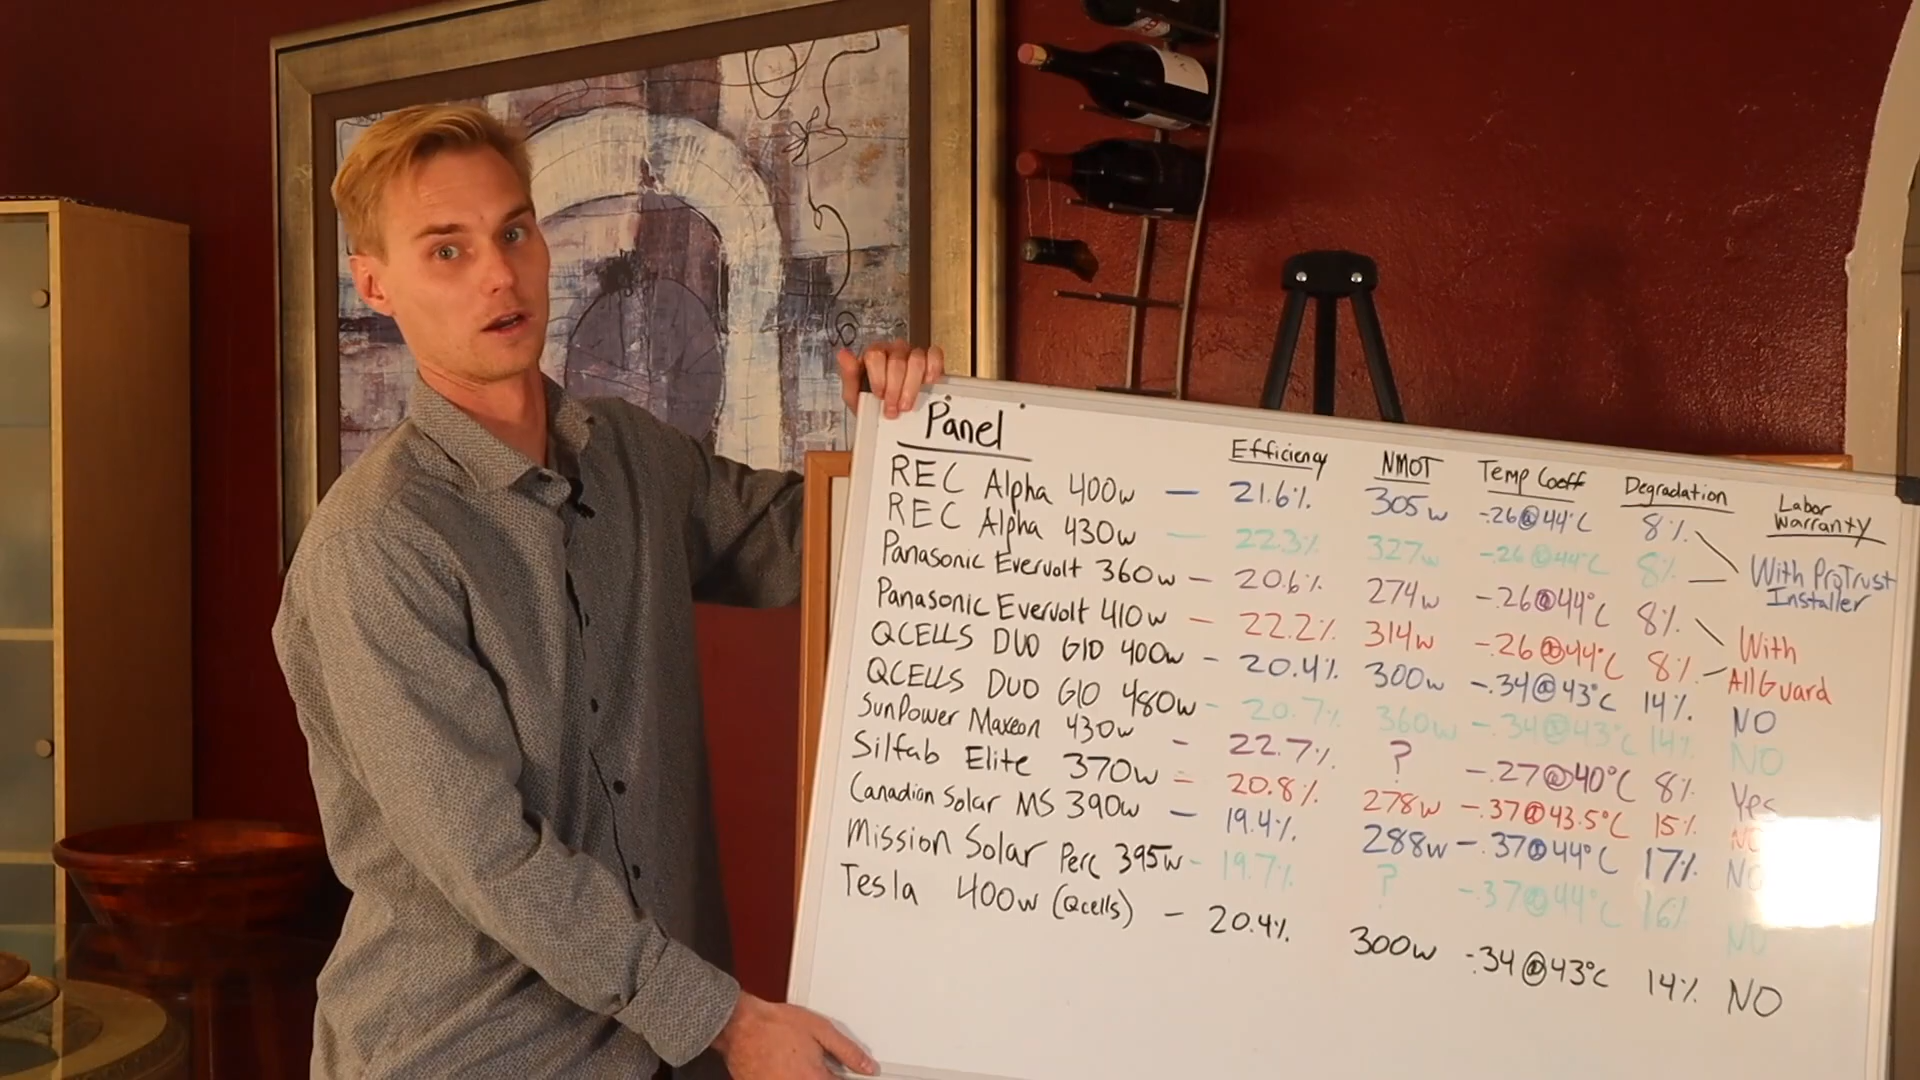 Panel Efficiency NMOT Temp Coeff Degradation Labor Warranty
REC Alpha 400w — 21.6% 305w -.26@44°C 8%
REC Alpha 430w — 22.3% 327w -.26@44°C 8% With ProTrust Installer
Panasonic Evervolt 360w — 20.6% 274w -.26@44°C 8%
Panasonic Evervolt 410w — 22.2% 314w -.26@44°C 8% With AllGuard
QCELLS DUO G10 400w — 20.4% 300w -.34@43°C 14% NO
QCELLS DUO G10 480w - 20.7% 360w -.34@43°C 14% NO
SunPower Maxeon 430w - 22.7% ? -.27@40°C 8% Yes
Silfab Elite 370w = 20.8% 278w -.37@43.5°C 15% NO
Canadian Solar MS 390w — 19.4% 288w -.37@44°C 17% NO
Mission Solar Perc 395w - 19.7% ? -.37@44°C 16% NO
Tesla 400w (Qcells) — 20.4% 300w -.34@43°C 14% NO